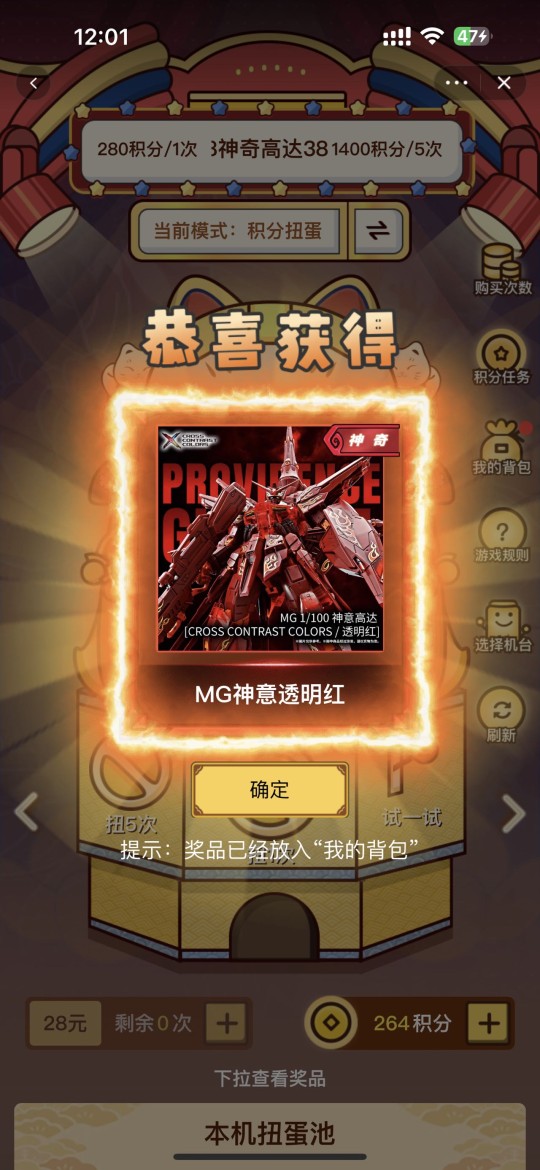 12:01
47
280积分/1次
神奇高达38
1400积分/5次
当前模式：积分扭蛋
购买次数
恭喜获得
积分任务
CROSS CONTRAST COLORS
神奇
我的背包
PROVIDENCE
游戏规则
MG 1/100 神意高达
[CROSS CONTRAST COLORS / 透明红]
选择机台
MG神意透明红
刷新
确定
扭5次
试一试
提示：奖品已经放入“我的背包”
28元
剩余0次
264积分
下拉查看奖品
本机扭蛋池